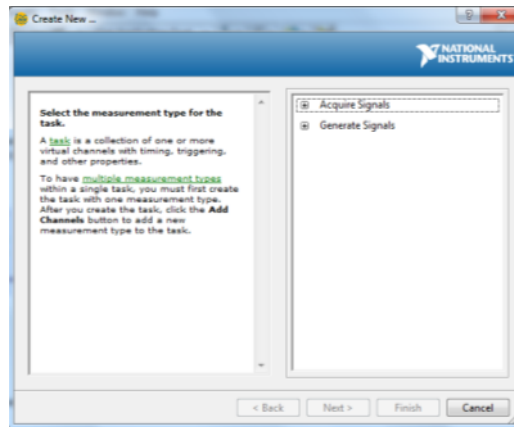 Create New ...
NATIONAL
INSTRUMENTS
Select the measurement type for the
task.
A task is a collection of one or more
virtual channels with timing, triggering,
and other properties.
To have multiple measurement types
within a single task, you must first create
the task with one measurement type.
After you create the task, click the Add
Channels button to add a new
measurement type to the task.
Acquire Signals
Generate Signals
< Back
Next >
Finish
Cancel